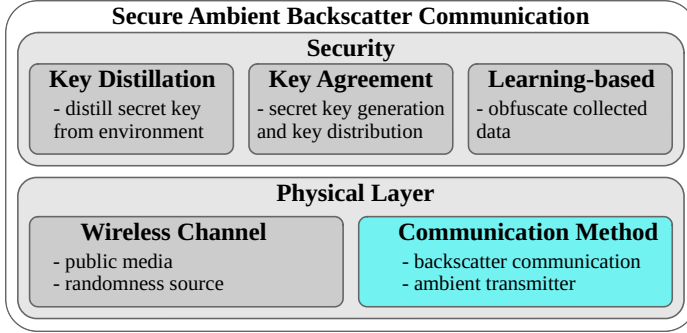 Secure Ambient Backscatter Communication
Security
Key Distillation
- distill secret key
from environment
Key Agreement
- secret key generation
and key distribution
Learning-based
- obfuscate collected
data
Physical Layer
Wireless Channel
- public media
- randomness source
Communication Method
- backscatter communication
- ambient transmitter